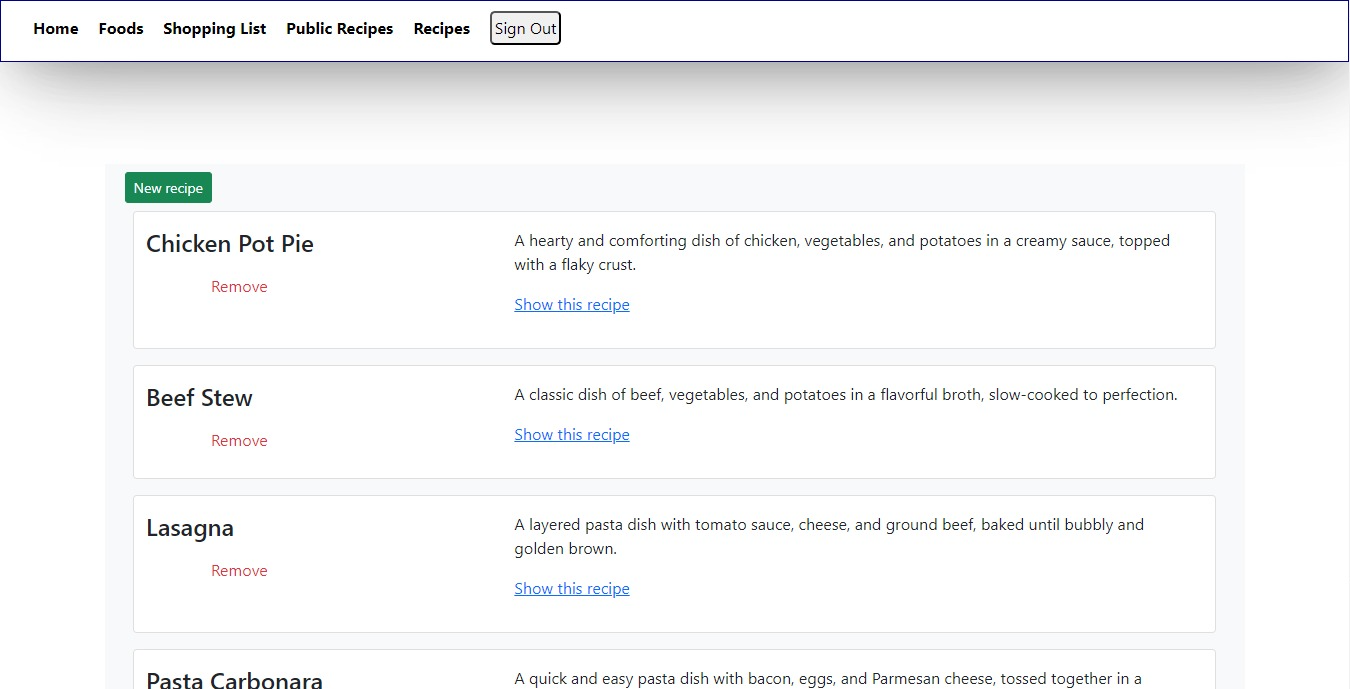 Home Foods Shopping List Public Recipes Recipes Sign Out
New recipe
Chicken Pot Pie
Remove
A hearty and comforting dish of chicken, vegetables, and potatoes in a creamy sauce, topped
with a flaky crust.
Show this recipe
Beef Stew
Remove
A classic dish of beef, vegetables, and potatoes in a flavorful broth, slow-cooked to perfection.
Show this recipe
Lasagna
Remove
A layered pasta dish with tomato sauce, cheese, and ground beef, baked until bubbly and
golden brown.
Show this recipe
Pasta Carbonara
A quick and easy pasta dish with bacon, eggs, and Parmesan cheese, tossed together in a